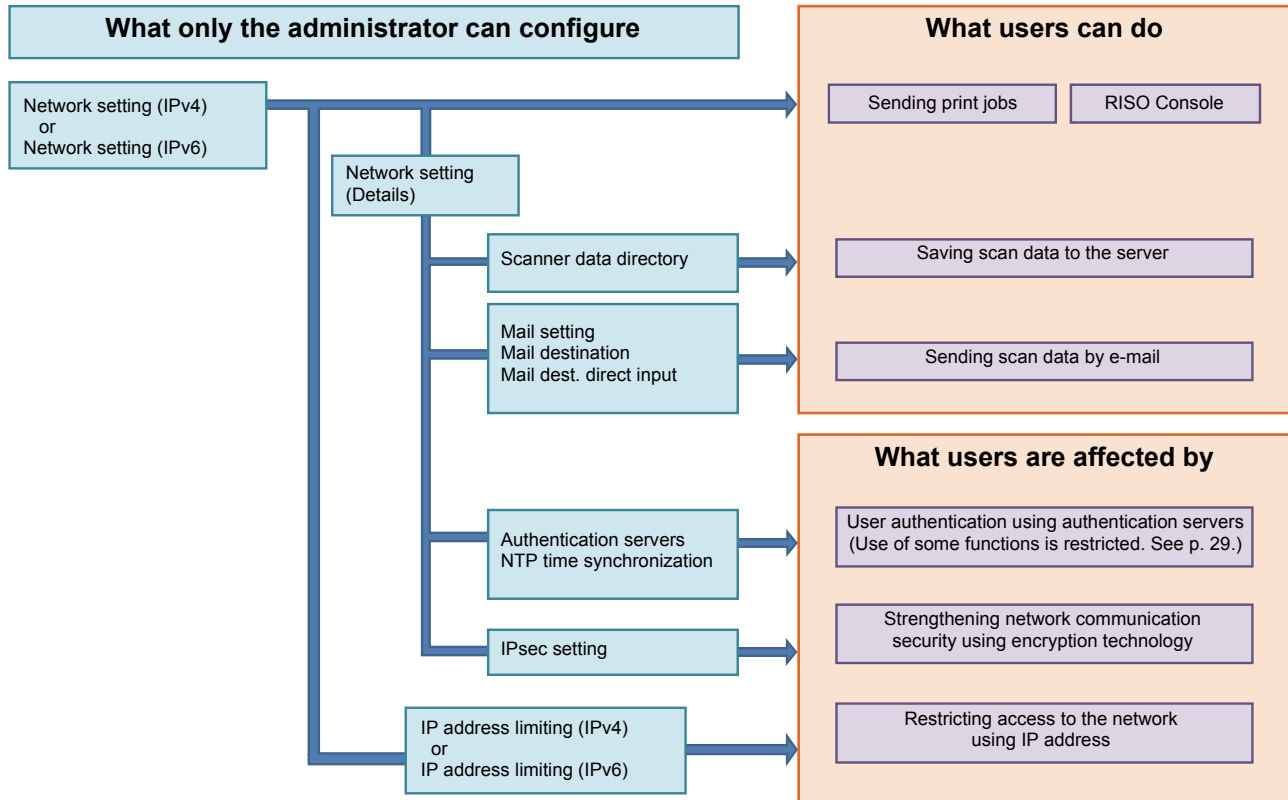 What only the administrator can configure
What users can do
Network setting (IPv4)
or
Network setting (IPv6)
Sending print jobs
RISO Console
Network setting
(Details)
Scanner data directory
Saving scan data to the server
Mail setting
Mail destination
Mail dest. direct input
Sending scan data by e-mail
What users are affected by
Authentication servers
NTP time synchronization
User authentication using authentication servers
(Use of some functions is restricted. See p. 29.)
IPsec setting
Strengthening network communication
security using encryption technology
IP address limiting (IPv4)
or
IP address limiting (IPv6)
Restricting access to the network
using IP address